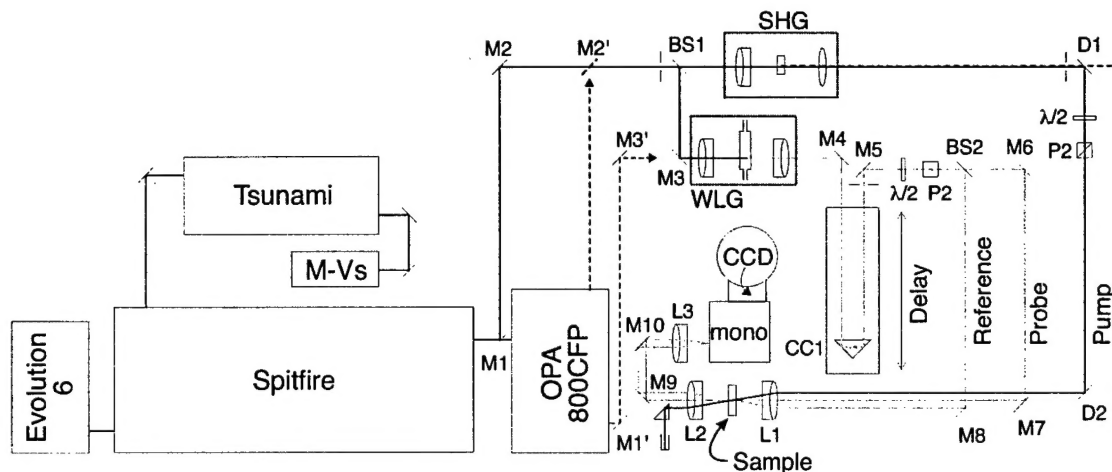 SHG
M2
M2'
BS1
D1
λ/2
M3'
M4
M5
BS2
M6
P2
M3
λ/2
P2
WLG
Tsunami
M-Vs
CCD
Delay
Reference
Probe
Pump
L3
M10
mono
CC1
M1
OPA
800CFP
Evolution
6
Spitfire
M9
M1'
L2
L1
M8
M7
D2
Sample